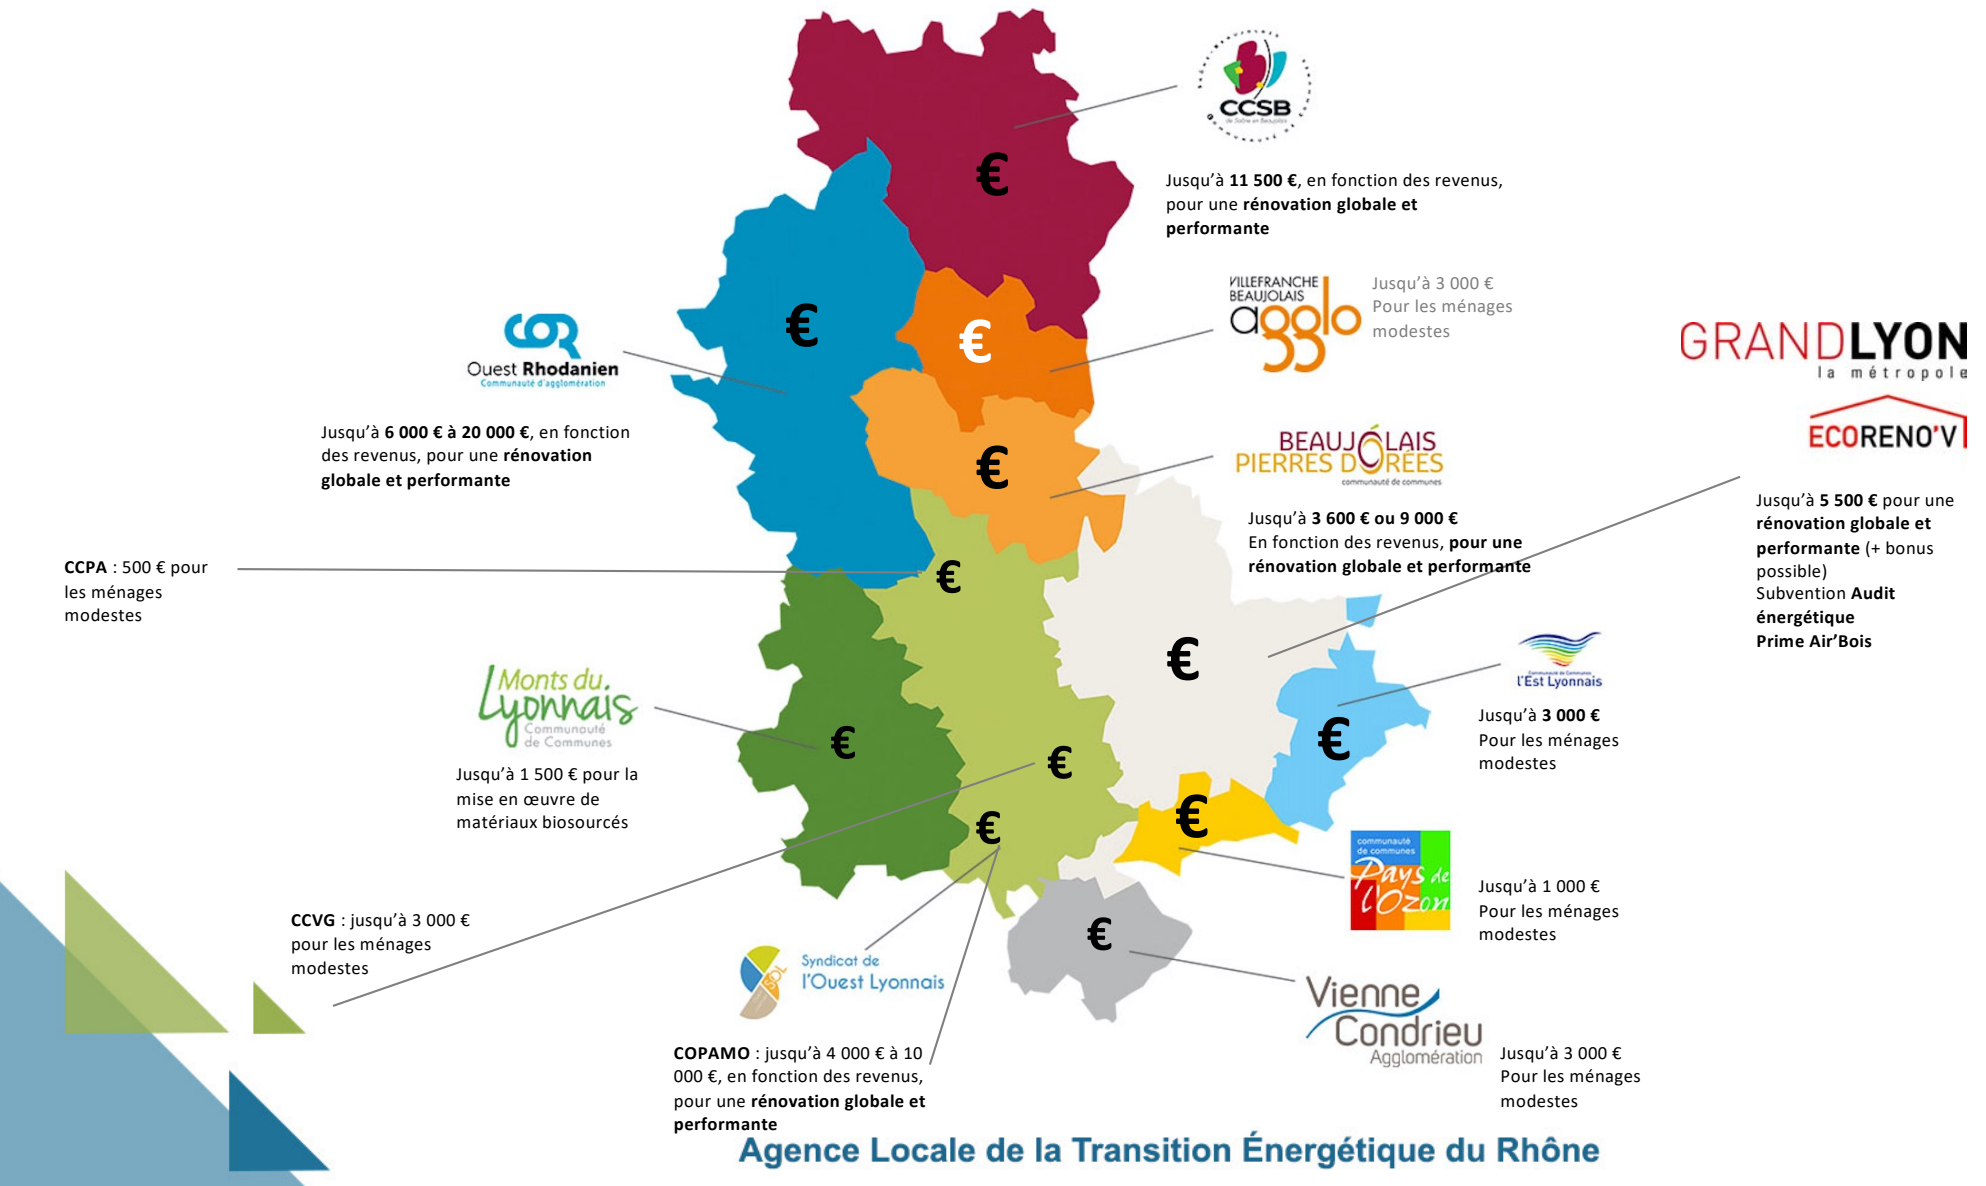 CCSB
de Saône en Beaujolais
€
Jusqu'à 11 500 €, en fonction des revenus,
pour une rénovation globale et
performante
VILLEFRANCHE
BEAUJOLAIS
agglo
Jusqu'à 3 000 €
Pour les ménages
modestes
€
€
COR
Ouest Rhodanien
Communauté d'agglomération
GRANDLYON
la métropole
ECORENO'V
Jusqu'à 6 000 € à 20 000 €, en fonction
des revenus, pour une rénovation
globale et performante
€
BEAUJOLAIS
PIERRES DORÉES
communauté de communes
Jusqu'à 3 600 € ou 9 000 €
En fonction des revenus, pour une
rénovation globale et performante
Jusqu'à 5 500 € pour une
rénovation globale et
performante (+ bonus
possible)
Subvention Audit
énergétique
Prime Air'Bois
CCPA : 500 € pour
les ménages
modestes
€
€
Communauté de Communes
l'Est Lyonnais
Jusqu'à 3 000 €
Pour les ménages
modestes
€
Monts du
Lyonnais
Communauté
de Communes
Jusqu'à 1 500 € pour la
mise en œuvre de
matériaux biosourcés
€
€
€
€
communauté
de communes
Pays de
l'Ozon
Jusqu'à 1 000 €
Pour les ménages
modestes
CCVG : jusqu'à 3 000 €
pour les ménages
modestes
€
SOL
Syndicat de
l'Ouest Lyonnais
Vienne
Condrieu
Agglomération
Jusqu'à 3 000 €
Pour les ménages
modestes
COPAMO : jusqu'à 4 000 € à 10
000 €, en fonction des revenus,
pour une rénovation globale et
performante
Agence Locale de la Transition Énergétique du Rhône